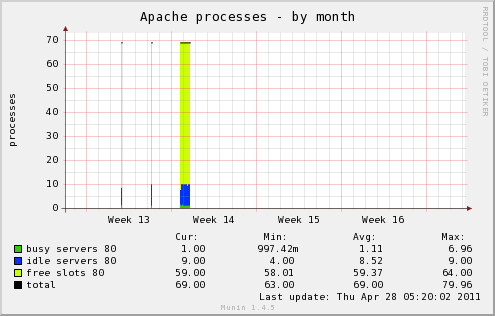 Apache processes - by month
RRDTOOL / TOBI OETIKER
processes
70
60
50
40
30
20
10
0
Week 13 Week 14 Week 15 Week 16
Cur: Min: Avg: Max:
busy servers 80 1.00 997.42m 1.11 6.96
idle servers 80 9.00 4.00 8.52 9.00
free slots 80 59.00 58.01 59.37 64.00
total 69.00 63.00 69.00 79.96
Last update: Thu Apr 28 05:20:02 2011
Munin 1.4.5